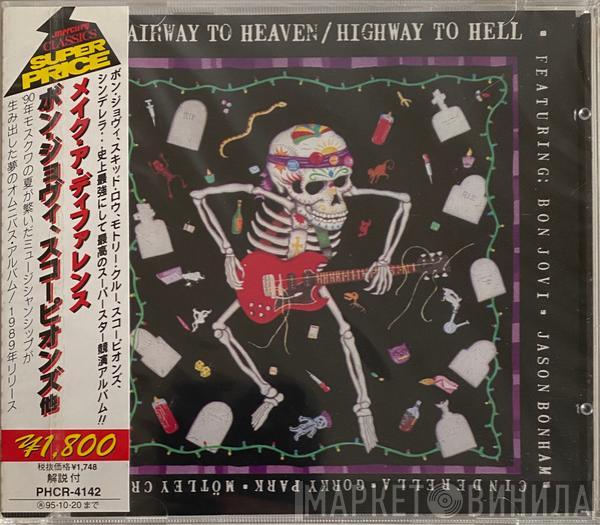 mercury
CLASSICS
SUPER
PRICE
AIRWAY TO HEAVEN/HIGHWAY TO HELL
FEATURING: BON JOVI ▪ JASON BONHAM
CINDERELLA ▪ GORKY PARK ▪ MÖTLEY CR
ボン・ジョヴィ、スキッド・ロウ、モトリー・クルー、スコーピオンズ、
シンデレラ…史上最強にして最高のスーパースター競演アルバム!!
メイク・ア・ディファレンス
ボン・ジョヴィ、スコーピオンズ他
'90年モスクワの夏が繋いだミュージシャンシップが
生み出した夢のオムニバス・アルバム/1989年リリース
¥1,800
税抜価格¥1,748
解説付
PHCR-4142
95・10・20まで
RIP
МАРКЕТ ВИНИЛА